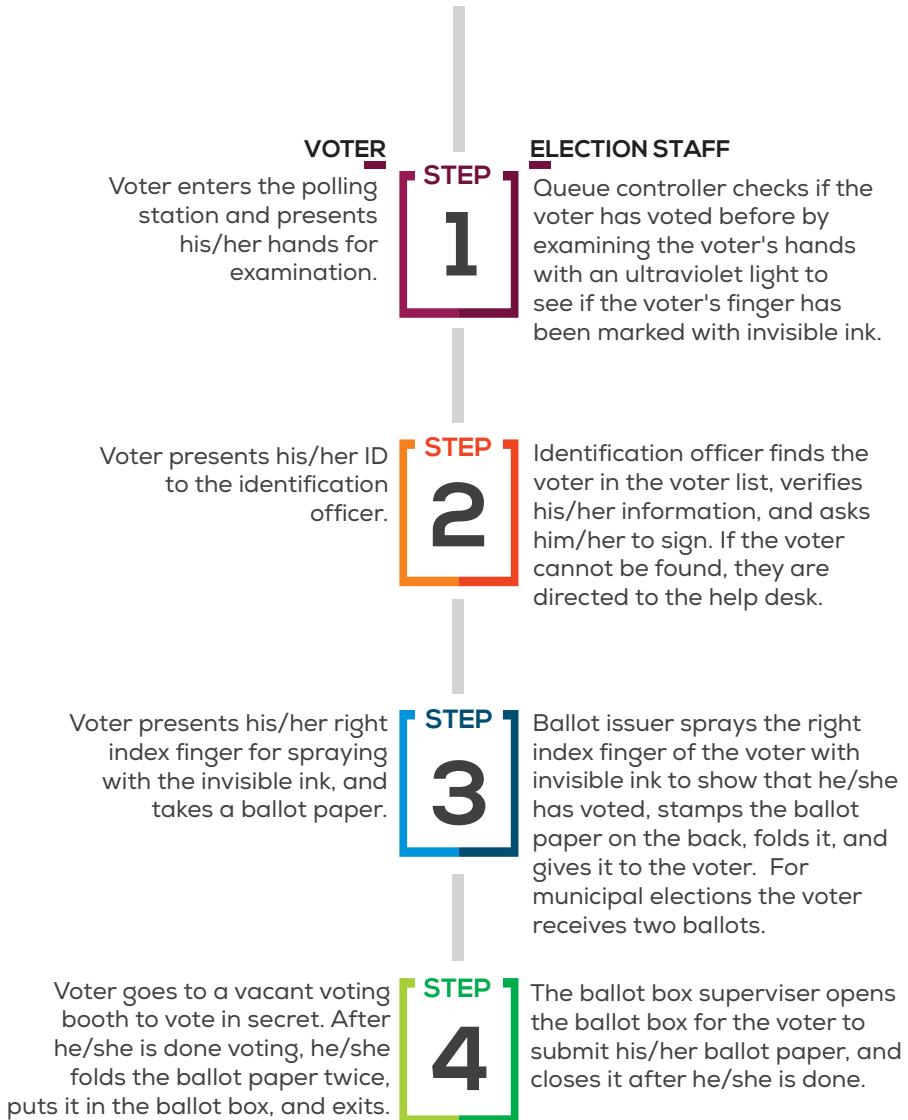 VOTER
ELECTION STAFF
STEP
1
Voter enters the polling
station and presents
his/her hands for
examination.
Queue controller checks if the
voter has voted before by
examining the voter's hands
with an ultraviolet light to
see if the voter's finger has
been marked with invisible ink.
STEP
2
Voter presents his/her ID
to the identification
officer.
Identification officer finds the
voter in the voter list, verifies
his/her information, and asks
him/her to sign. If the voter
cannot be found, they are
directed to the help desk.
STEP
3
Voter presents his/her right
index finger for spraying
with the invisible ink, and
takes a ballot paper.
Ballot issuer sprays the right
index finger of the voter with
invisible ink to show that he/she
has voted, stamps the ballot
paper on the back, folds it, and
gives it to the voter.  For
municipal elections the voter
receives two ballots.
STEP
4
Voter goes to a vacant voting
booth to vote in secret. After
he/she is done voting, he/she
folds the ballot paper twice,
puts it in the ballot box, and exits.
The ballot box superviser opens
the ballot box for the voter to
submit his/her ballot paper, and
closes it after he/she is done.